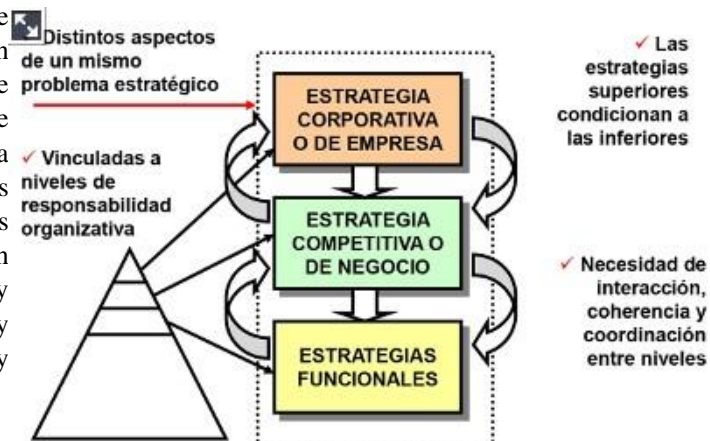 Distintos aspectos
de un mismo
problema estratégico
✓ Vinculadas a
niveles de
responsabilidad
organizativa
ESTRATEGIA
CORPORATIVA
O DE EMPRESA
ESTRATEGIA
COMPETITIVA O
DE NEGOCIO
ESTRATEGIAS
FUNCIONALES
✓ Las
estrategias
superiores
condicionan a
las inferiores
✓ Necesidad de
interacción,
coherencia y
coordinación
entre niveles